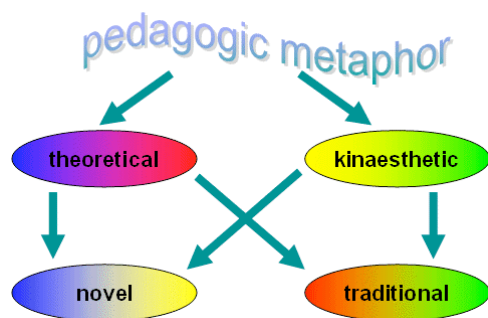 pedagogic metaphor
theoretical
kinaesthetic
novel
traditional